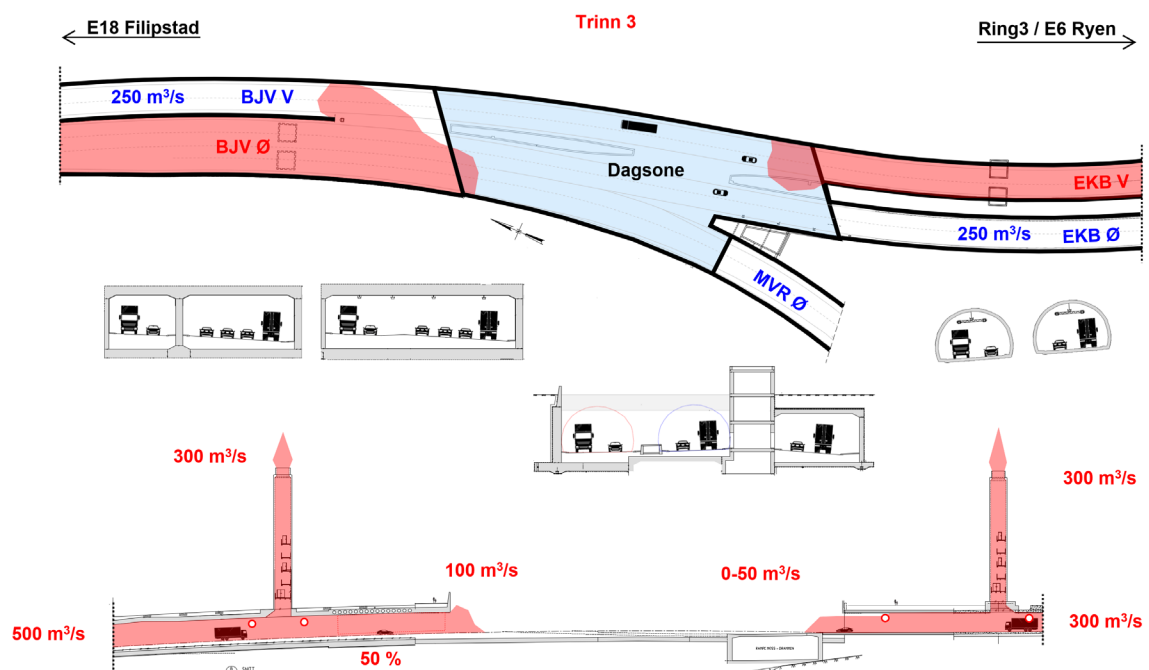 Trinn 3
E18 Filipstad
Ring3 / E6 Ryen
250 m³/s
BJV V
BJV Ø
Dagsone
EKB V
250 m³/s
EKB Ø
MVR Ø
300 m³/s
300 m³/s
100 m³/s
0-50 m³/s
500 m³/s
300 m³/s
50 %